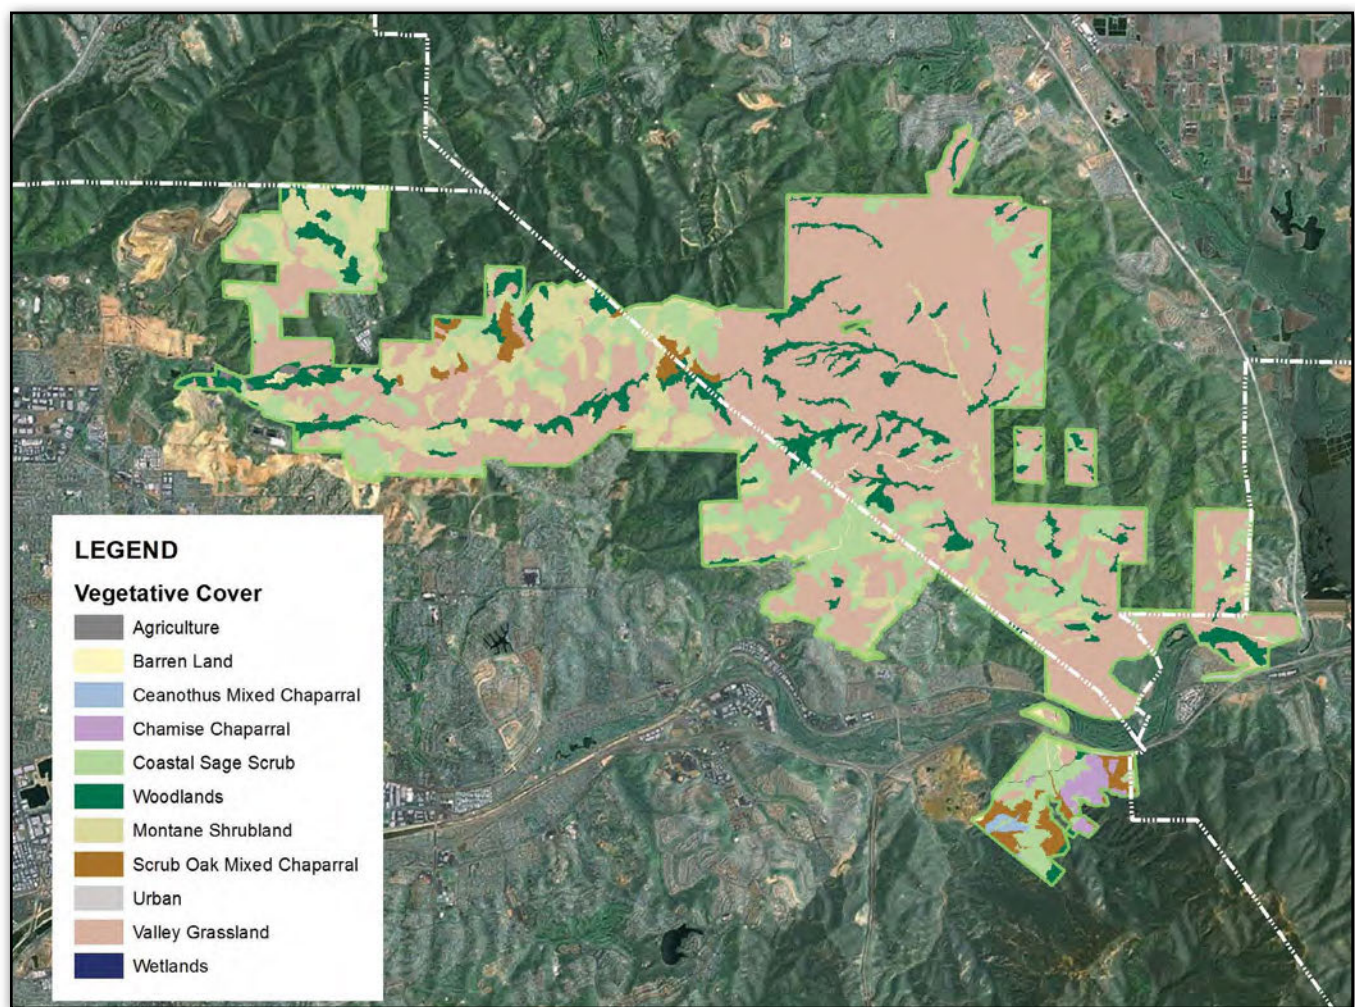 LEGEND
Vegetative Cover
Agriculture
Barren Land
Ceanothus Mixed Chaparral
Chamise Chaparral
Coastal Sage Scrub
Woodlands
Montane Shrubland
Scrub Oak Mixed Chaparral
Urban
Valley Grassland
Wetlands